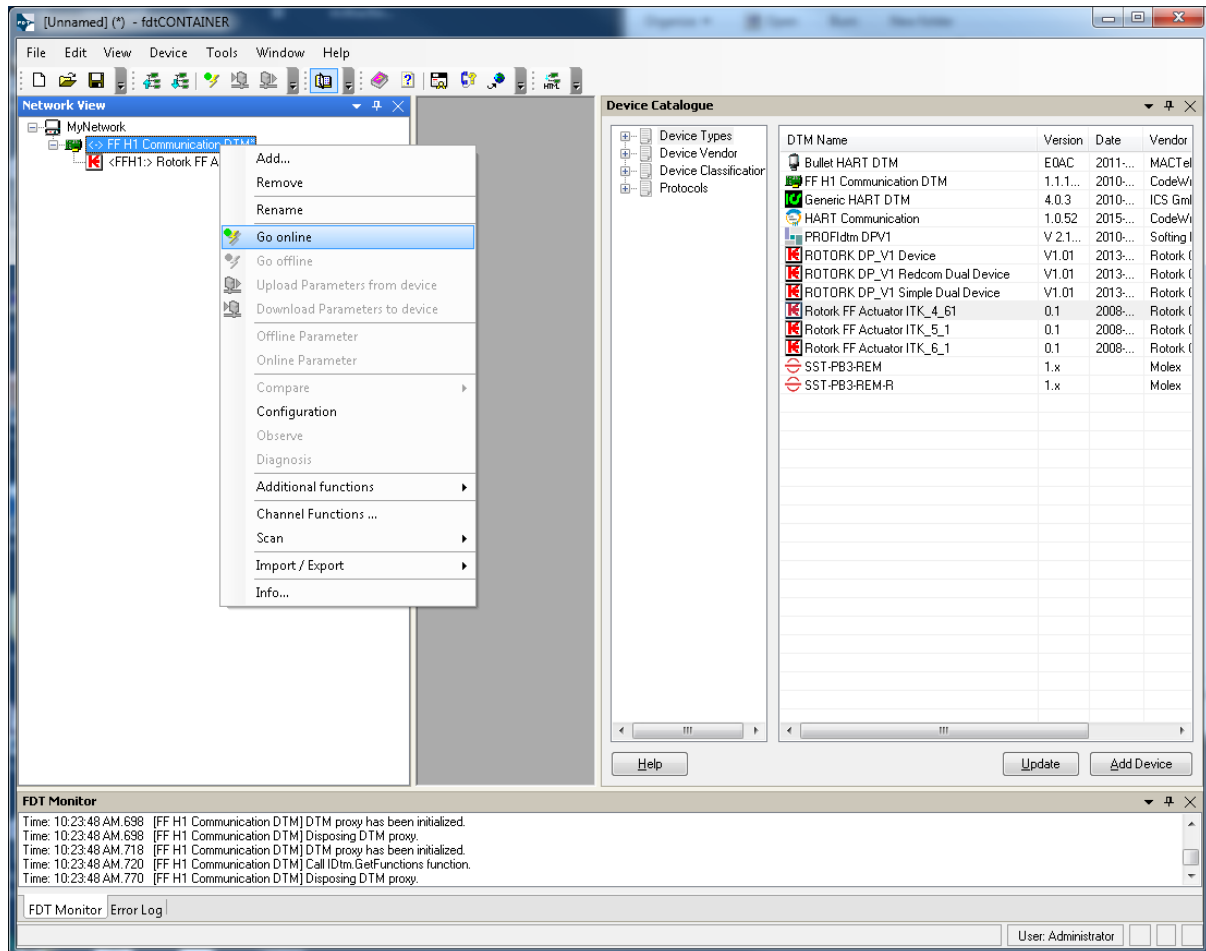 [Unnamed] (*) - fdtCONTAINER
File Edit View Device Tools Window Help
Network View
MyNetwork
<-> FF H1 Communication DTM*
<FFH1:> Rotork FF A
Add...
Remove
Rename
Go online
Go offline
Upload Parameters from device
Download Parameters to device
Offline Parameter
Online Parameter
Compare
Configuration
Observe
Diagnosis
Additional functions
Channel Functions ...
Scan
Import / Export
Info...
Device Catalogue
Device Types
Device Vendor
Device Classification
Protocols
DTM Name Version Date Vendor
Bullet HART DTM E0AC 2011-... MACTel
FF H1 Communication DTM 1.1.1... 2010-... CodeWr
Generic HART DTM 4.0.3 2010-... ICS Gml
HART Communication 1.0.52 2015-... CodeWr
PROFIdtm DPV1 V 2.1... 2010-... Softing I
ROTORK DP_V1 Device V1.01 2013-... Rotork (
ROTORK DP_V1 Redcom Dual Device V1.01 2013-... Rotork (
ROTORK DP_V1 Simple Dual Device V1.01 2013-... Rotork (
Rotork FF Actuator ITK_4_61 0.1 2008-... Rotork (
Rotork FF Actuator ITK_5_1 0.1 2008-... Rotork (
Rotork FF Actuator ITK_6_1 0.1 2008-... Rotork (
SST-PB3-REM 1.x Molex
SST-PB3-REM-R 1.x Molex
Help Update Add Device
FDT Monitor
Time: 10:23:48 AM.698 [FF H1 Communication DTM] DTM proxy has been initialized.
Time: 10:23:48 AM.698 [FF H1 Communication DTM] Disposing DTM proxy.
Time: 10:23:48 AM.718 [FF H1 Communication DTM] DTM proxy has been initialized.
Time: 10:23:48 AM.720 [FF H1 Communication DTM] Call IDtm.GetFunctions function.
Time: 10:23:48 AM.770 [FF H1 Communication DTM] Disposing DTM proxy.
FDT Monitor Error Log
User: Administrator